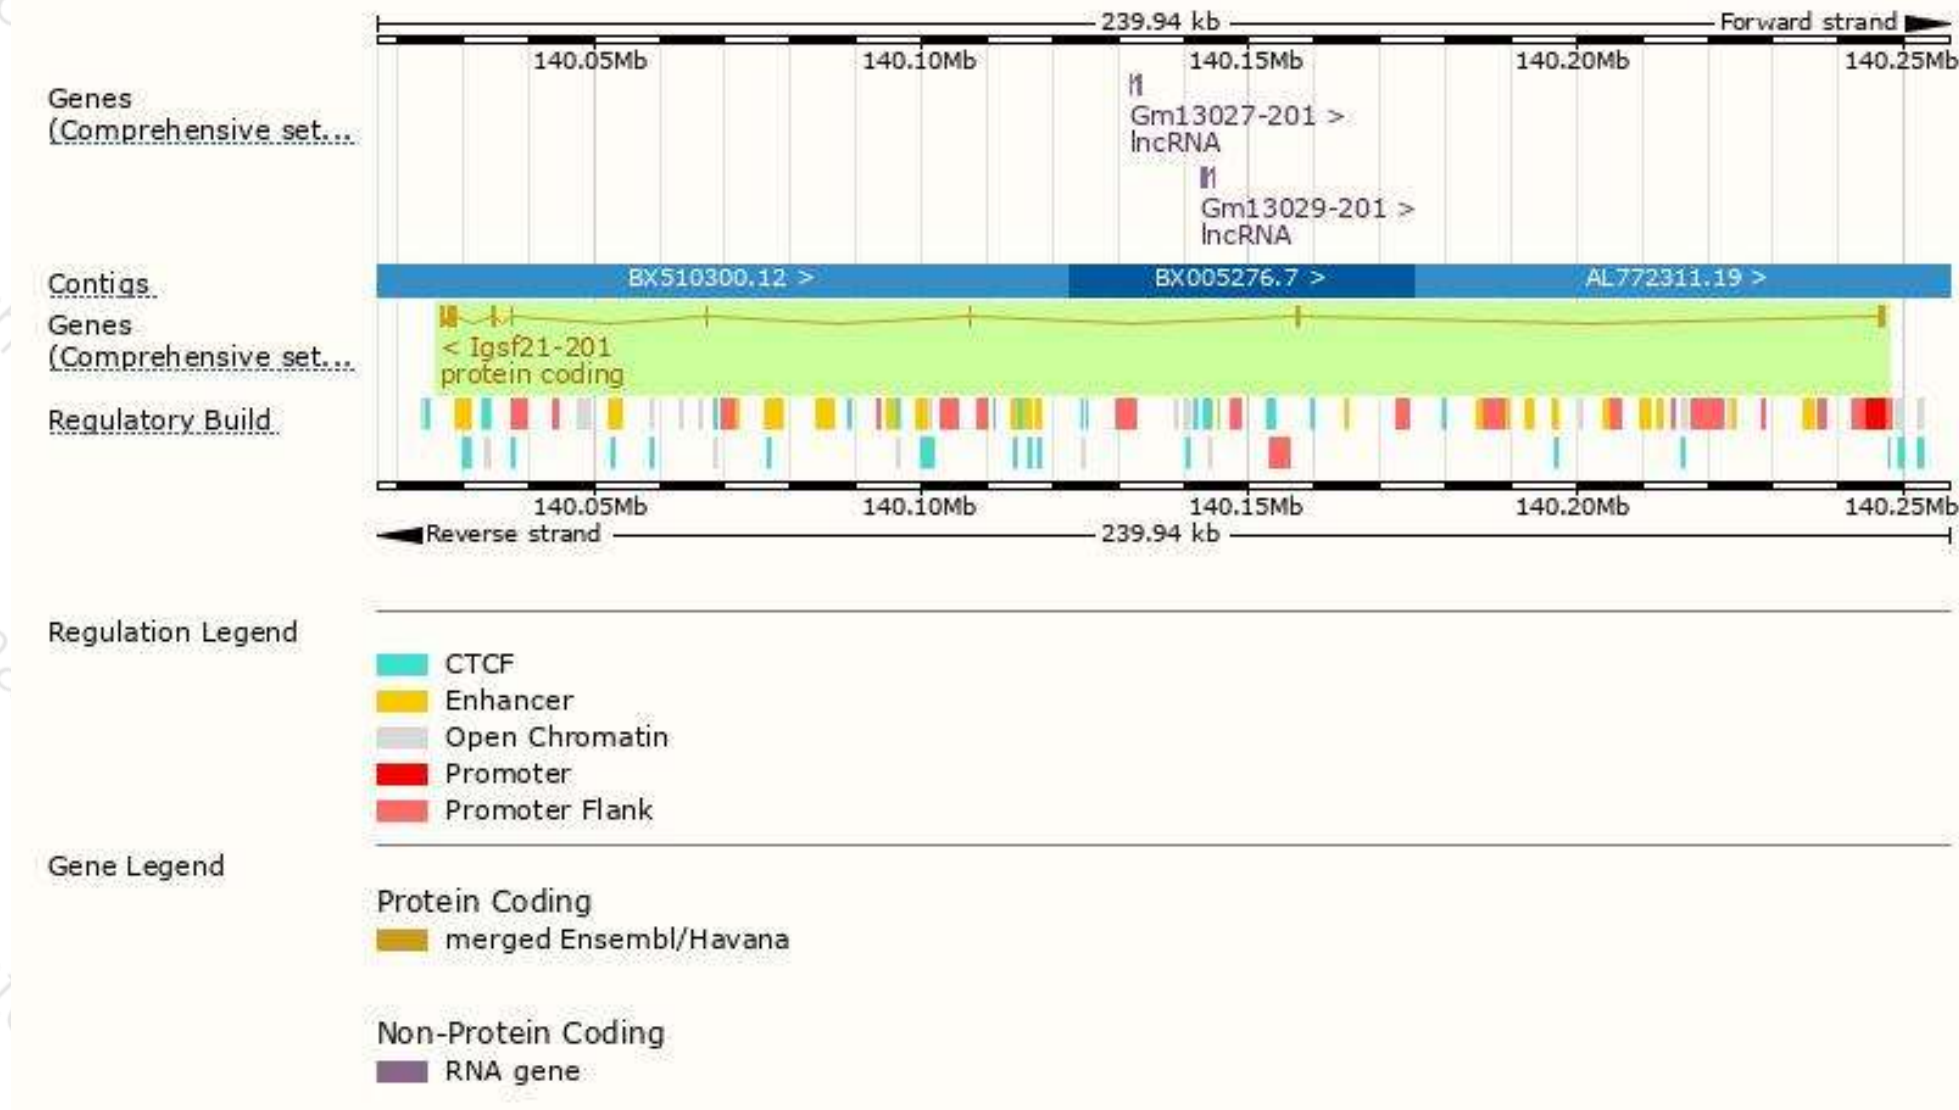 239.94 kb Forward strand
140.05Mb 140.10Mb 140.15Mb 140.20Mb 140.25Mb
Genes
(Comprehensive set...
Gm13027-201 >
lncRNA
Gm13029-201 >
lncRNA
Contigs BX510300.12 > BX005276.7 > AL772311.19 >
Genes
(Comprehensive set...
< Igsf21-201
protein coding
Regulatory Build
140.05Mb 140.10Mb 140.15Mb 140.20Mb 140.25Mb
Reverse strand 239.94 kb
Regulation Legend
CTCF
Enhancer
Open Chromatin
Promoter
Promoter Flank
Gene Legend
Protein Coding
merged Ensembl/Havana
Non-Protein Coding
RNA gene